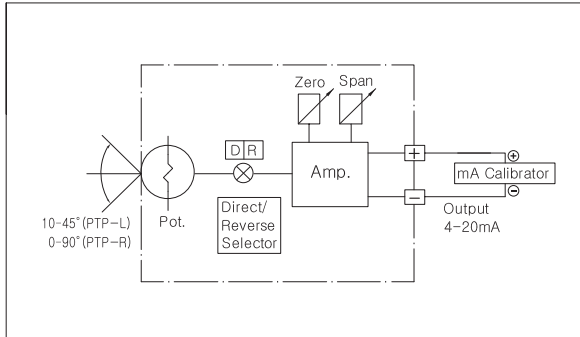 Zero Span
D R
Amp.
+
⊕
mA Calibrator
−
⊖
Pot.
Direct/
Reverse
Selector
Output
4-20mA
10-45°(PTP-L)
0-90°(PTP-R)